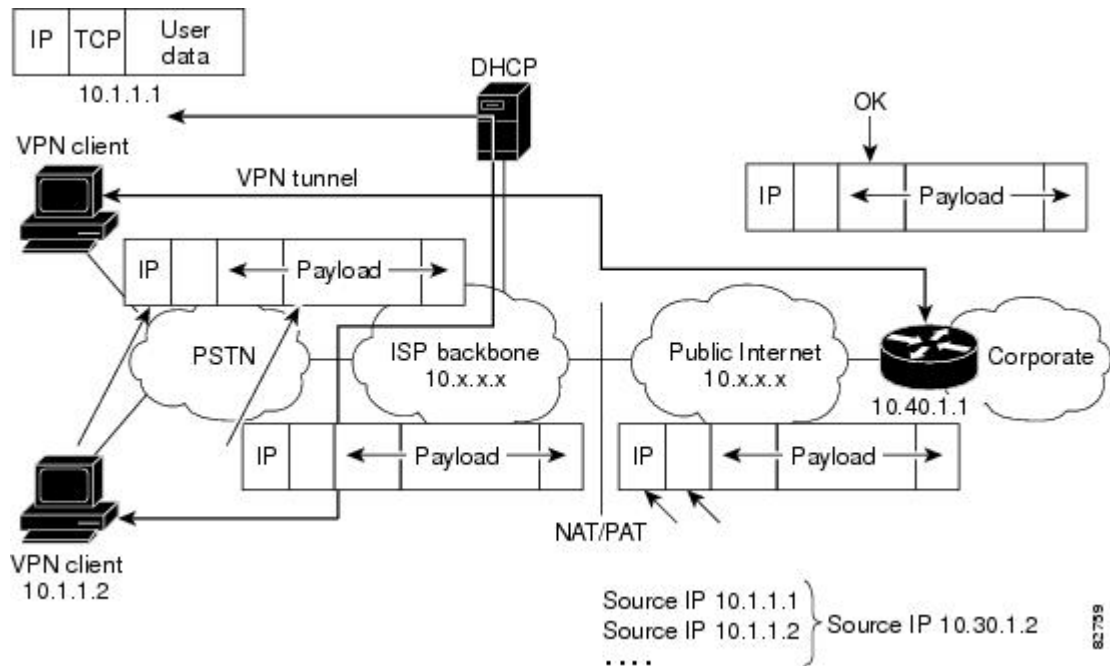 IP TCP User data
10.1.1.1
DHCP
OK
VPN client
VPN tunnel
IP Payload
IP Payload
PSTN
ISP backbone
10.x.x.x
Public Internet
10.x.x.x
Corporate
10.40.1.1
IP Payload
IP Payload
NAT/PAT
VPN client
10.1.1.2
Source IP 10.1.1.1
Source IP 10.1.1.2
....
Source IP 10.30.1.2
82759